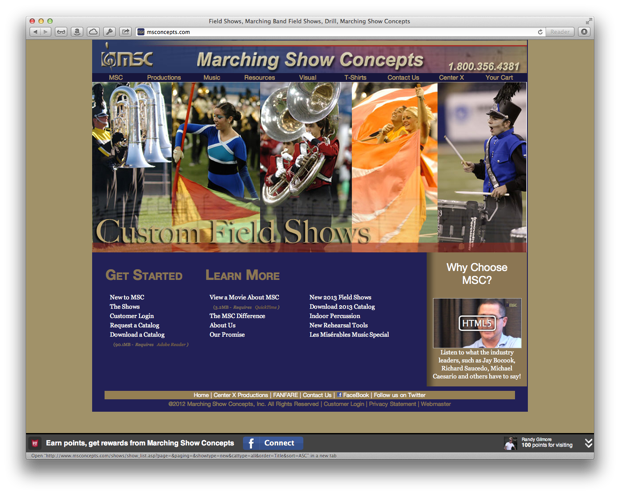 Field Shows, Marching Band Field Shows, Drill, Marching Show Concepts
msconcepts.com
Reader
MSC
Marching Show Concepts
1.800.356.4381
MSC Productions Music Resources Visual T-Shirts Contact Us Center X Your Cart
Custom Field Shows
Get Started
New to MSC
The Shows
Customer Login
Request a Catalog
Download a Catalog
Requires Adobe Reader )
Learn More
View a Movie About MSC
Requires QuickTime )
The MSC Difference
About Us
Our Promise
New 2013 Field Shows
Download 2013 Catalog
Indoor Percussion
New Rehearsal Tools
Les Misérables Music Special
Why Choose
MSC?
HTML5
Listen to what the industry
leaders, such as Jay Bocook,
Richard Saucedo, Michael
Caesario and others have to say!
Home | Center X Productions | FANFARE | Contact Us | f FaceBook | Follow us on Twitter
©2012 Marching Show Concepts, Inc. All Rights Reserved | Customer Login | Privacy Statement | Webmaster
Earn points, get rewards from Marching Show Concepts
f Connect
Randy Gilmore
100 points for visiting
Open "http://www.msconcepts.com/shows/show_list.asp?page=&paging=&showtype=new&cattype=all&order=Title&sort=ASC" in a new tab